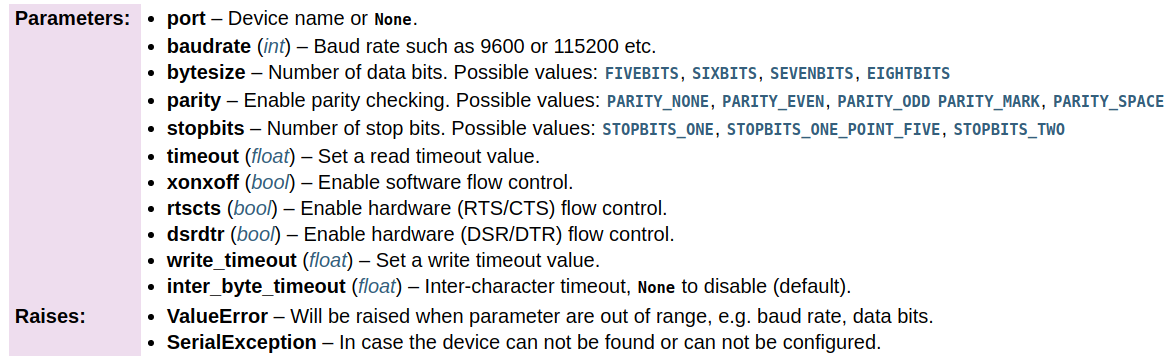 Parameters: • port – Device name or None.
• baudrate (int) – Baud rate such as 9600 or 115200 etc.
• bytesize – Number of data bits. Possible values: FIVEBITS, SIXBITS, SEVENBITS, EIGHTBITS
• parity – Enable parity checking. Possible values: PARITY_NONE, PARITY_EVEN, PARITY_ODD PARITY_MARK, PARITY_SPACE
• stopbits – Number of stop bits. Possible values: STOPBITS_ONE, STOPBITS_ONE_POINT_FIVE, STOPBITS_TWO
• timeout (float) – Set a read timeout value.
• xonxoff (bool) – Enable software flow control.
• rtscts (bool) – Enable hardware (RTS/CTS) flow control.
• dsrdtr (bool) – Enable hardware (DSR/DTR) flow control.
• write_timeout (float) – Set a write timeout value.
• inter_byte_timeout (float) – Inter-character timeout, None to disable (default).
Raises: • ValueError – Will be raised when parameter are out of range, e.g. baud rate, data bits.
• SerialException – In case the device can not be found or can not be configured.